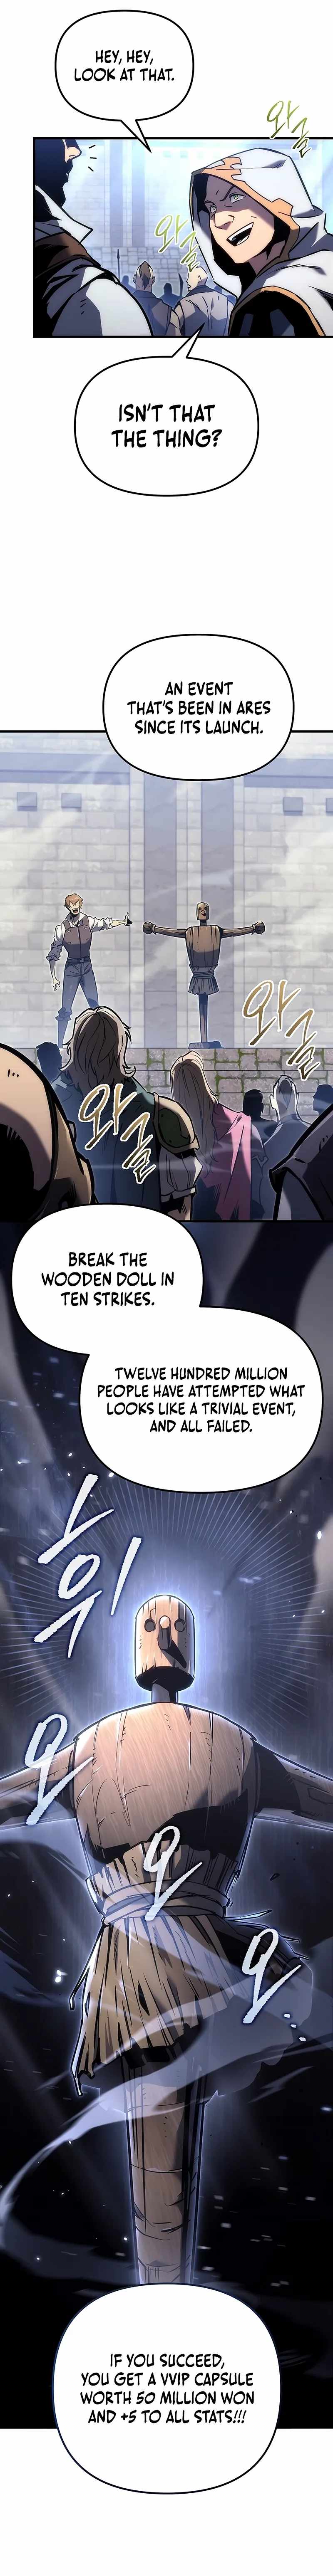 HEY, HEY,
LOOK AT THAT.
와글
와글
ISN'T THAT
THE THING?
AN EVENT
THAT'S BEEN IN ARES
SINCE ITS LAUNCH.
와글
와글
BREAK THE
WOODEN DOLL IN
TEN STRIKES.
TWELVE HUNDRED MILLION
PEOPLE HAVE ATTEMPTED WHAT
LOOKS LIKE A TRIVIAL EVENT,
AND ALL FAILED.
오
오
오
IF YOU SUCCEED,
YOU GET A VVIP CAPSULE
WORTH 50 MILLION WON
AND +5 TO ALL STATS!!!